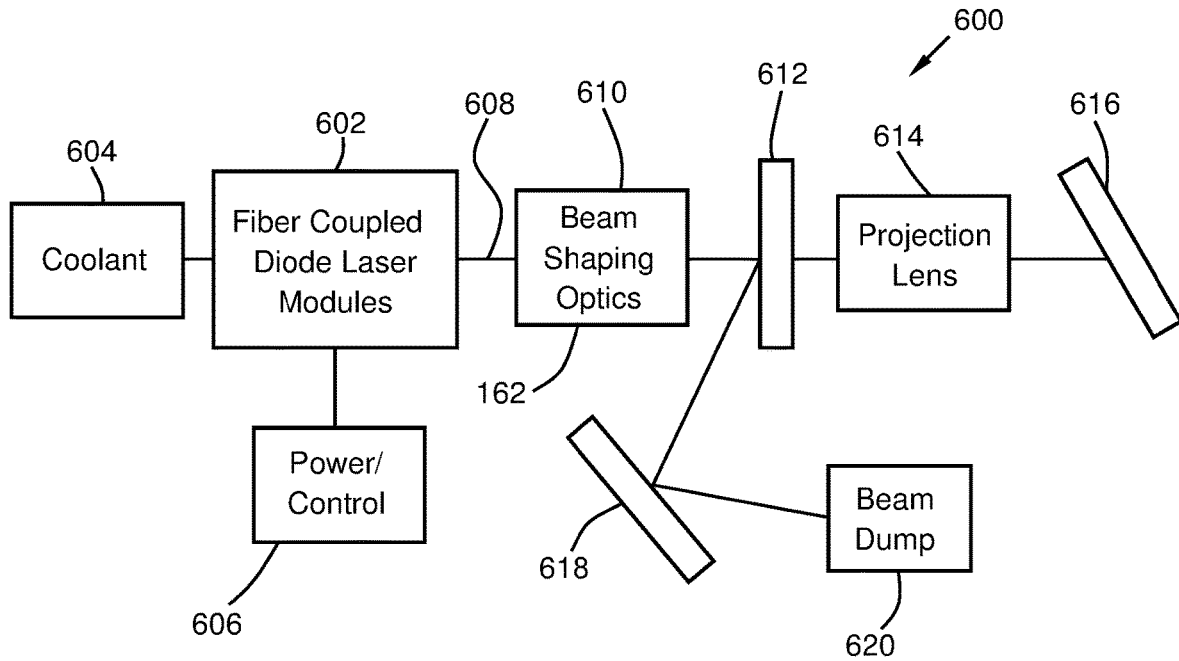 600
612
610
608
616
602
614
604
Fiber Coupled
Diode Laser
Modules
Beam
Shaping
Optics
Projection
Lens
Coolant
162
Power/
Control
Beam
Dump
618
606
620